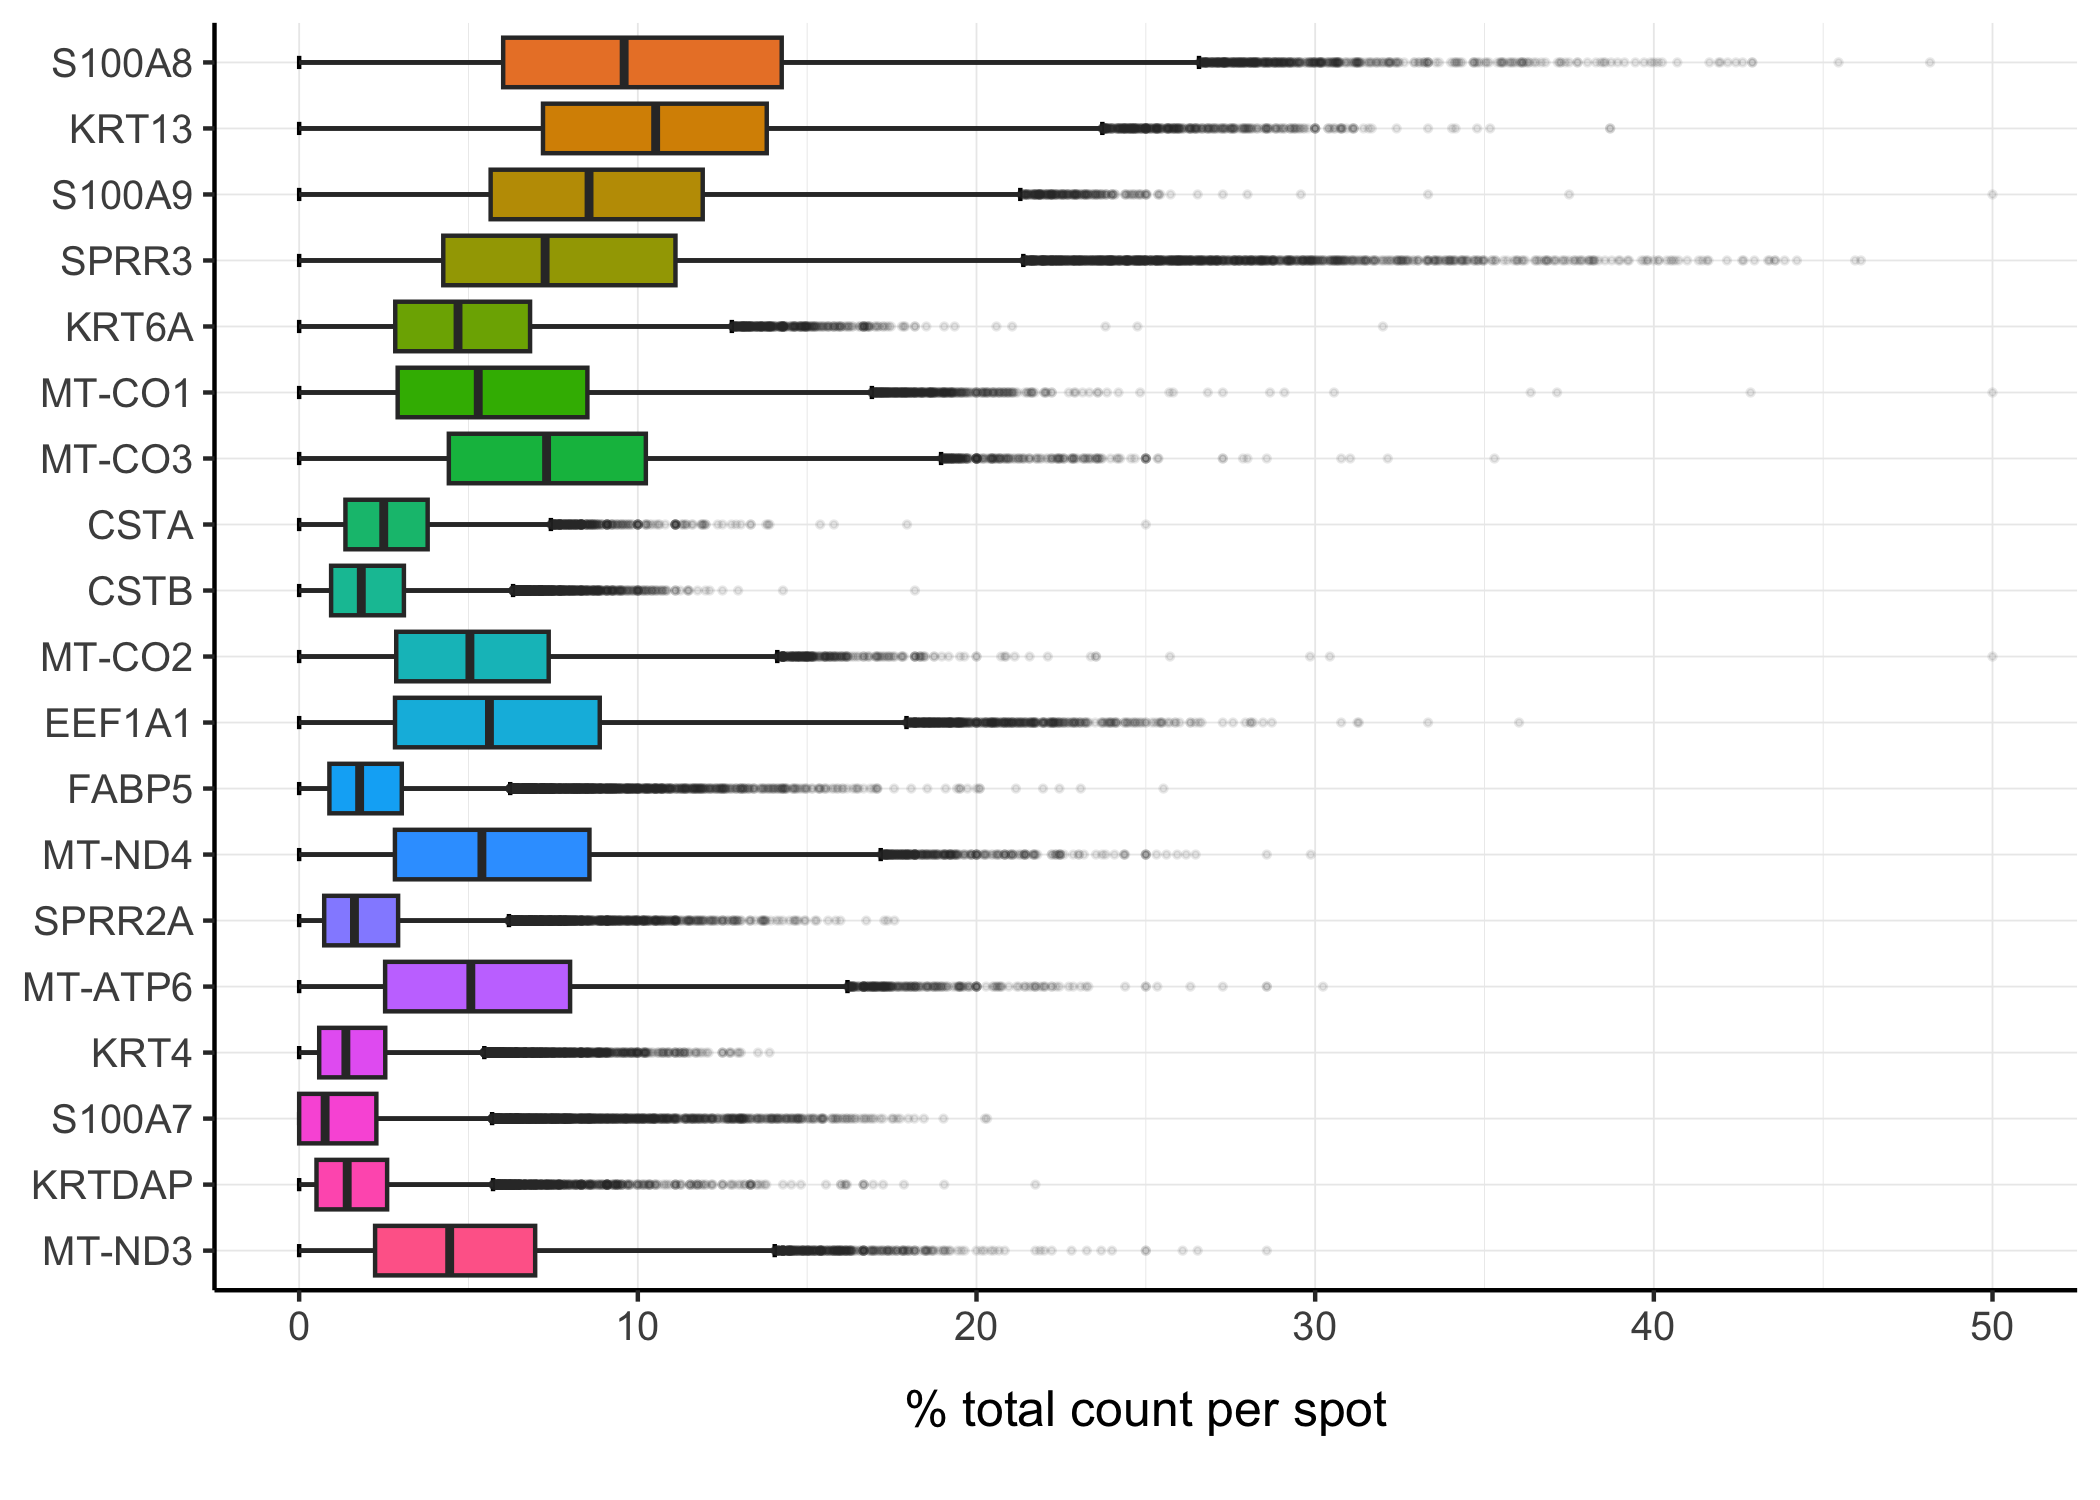 S100A8
KRT13
S100A9
SPRR3
KRT6A
MT-CO1
MT-CO3
CSTA
CSTB
MT-CO2
EEF1A1
FABP5
MT-ND4
SPRR2A
MT-ATP6
KRT4
S100A7
KRTDAP
MT-ND3
0 10 20 30 40 50
% total count per spot